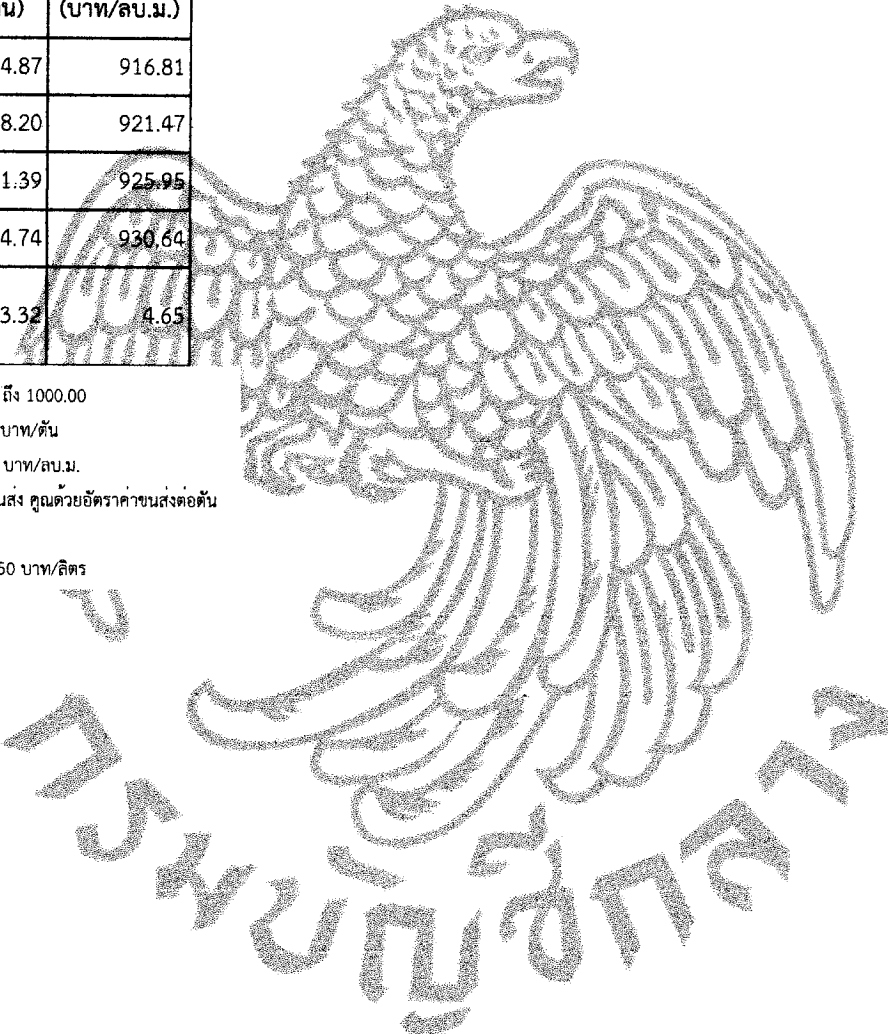 าน) (บาท/ลบ.ม.)
4.87 916.81
8.20 921.47
1.39 925.95
4.74 930.64
3.32 4.65
ถึง 1000.00
บาท/ตัน
บาท/ลบ.ม.
นส่ง คูณด้วยอัตราค่าขนส่งต่อตัน
50 บาท/ลิตร
กรมบัญชีกลาง